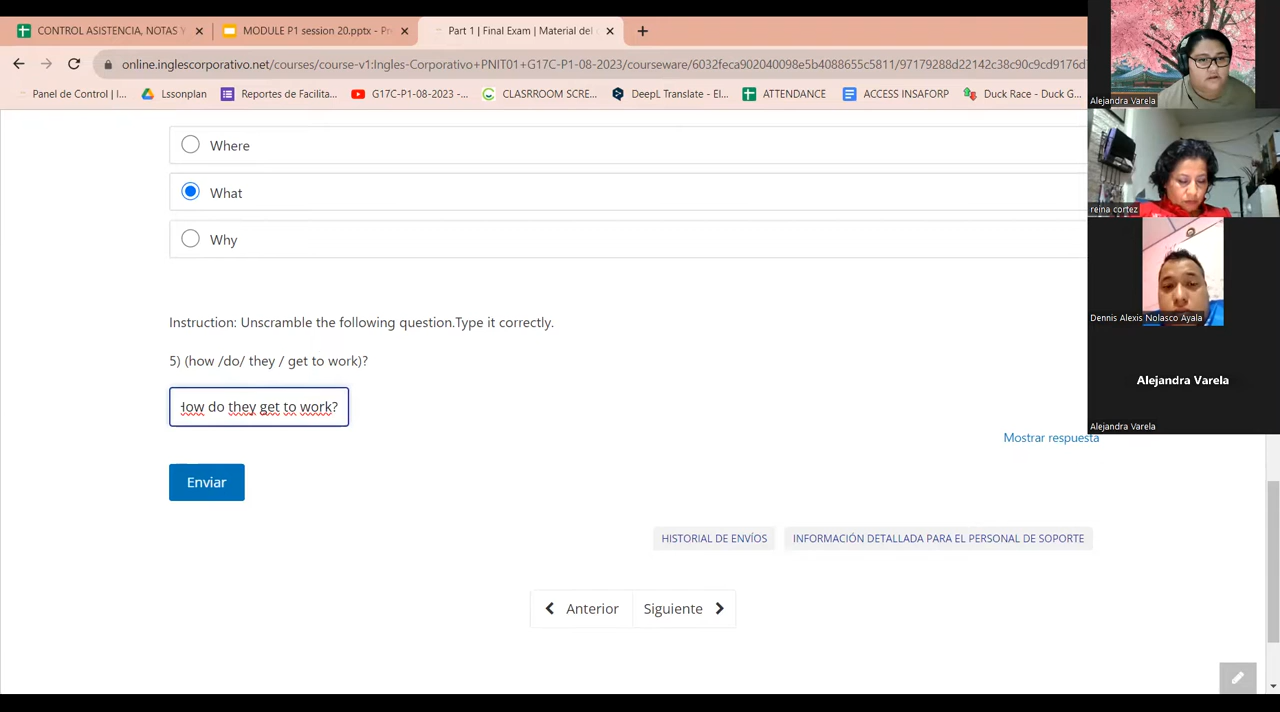 CONTROL ASISTENCIA, NOTAS Y
MODULE P1 session 20.pptx - Pr
Part 1 | Final Exam | Material del
online.inglescorporativo.net/courses/course-v1:Ingles-Corporativo+PNITO1+G17C-P1-08-2023/courseware/6032feca902040098e5b4088655c5811/97179288d22142c38c90c9cd9176d
Panel de Control | I...
Lssonplan
Reportes de Facilita...
G17C-P1-08-2023 -...
CLASRROOM SCRE...
DeepL Translate - El...
ATTENDANCE
ACCESS INSAFORP
Duck Race - Duck G...
Where
What
Why
Instruction: Unscramble the following question.Type it correctly.
5) (how /do/ they / get to work)?
How do they get to work?
Mostrar respuesta
Enviar
HISTORIAL DE ENVÍOS
INFORMACIÓN DETALLADA PARA EL PERSONAL DE SOPORTE
Anterior
Siguiente
Alejandra Varela
reina cortez
Dennis Alexis Nolasco Ayala
Alejandra Varela
Alejandra Varela